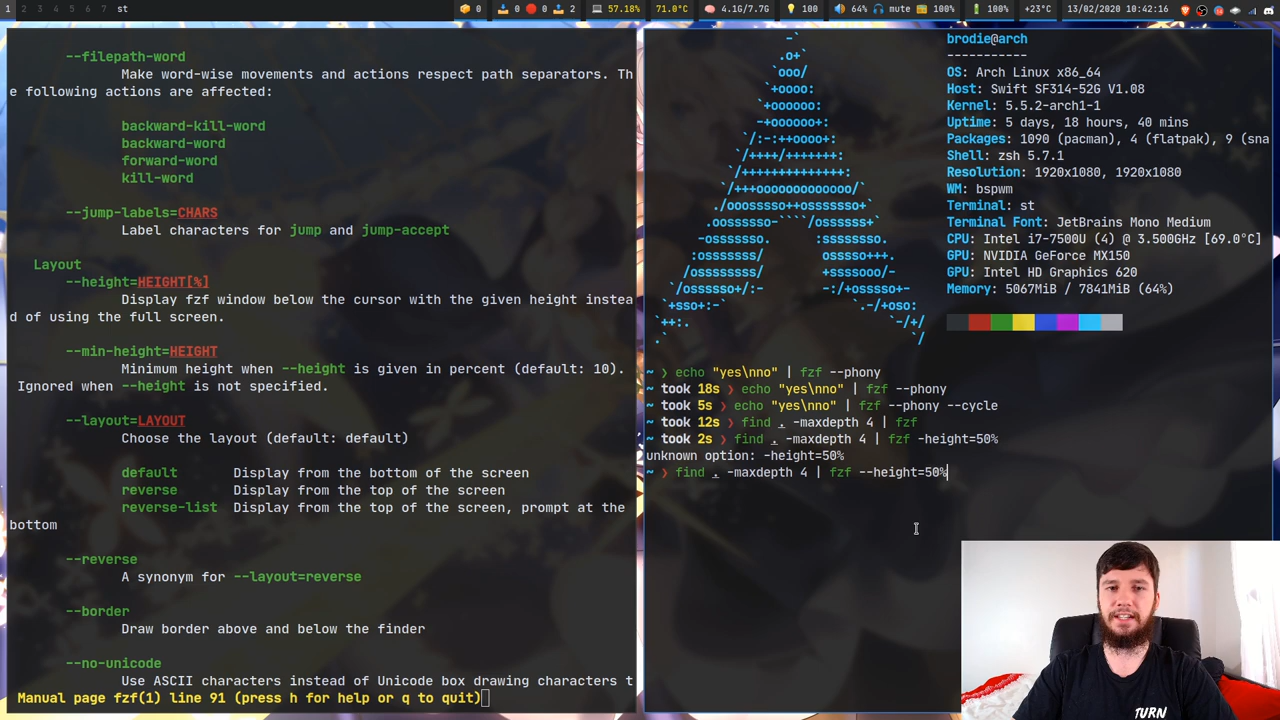 1 2 3 4 5 6 7 st 0 0 0 2 57.18% 71.0°C 4.1G/7.7G 100 64% mute 100% 100% +23°C 13/02/2020 10:42:16
--filepath-word
Make word-wise movements and actions respect path separators. Th
e following actions are affected:
backward-kill-word
backward-word
forward-word
kill-word
--jump-labels=CHARS
Label characters for jump and jump-accept
Layout
--height=HEIGHT[%]
Display fzf window below the cursor with the given height instea
d of using the full screen.
--min-height=HEIGHT
Minimum height when --height is given in percent (default: 10).
Ignored when --height is not specified.
--layout=LAYOUT
Choose the layout (default: default)
default Display from the bottom of the screen
reverse Display from the top of the screen
reverse-list Display from the top of the screen, prompt at the
bottom
--reverse
A synonym for --layout=reverse
--border
Draw border above and below the finder
--no-unicode
Use ASCII characters instead of Unicode box drawing characters t
Manual page fzf(1) line 91 (press h for help or q to quit)
brodie@arch
-----------
OS: Arch Linux x86_64
Host: Swift SF314-52G V1.08
Kernel: 5.5.2-arch1-1
Uptime: 5 days, 18 hours, 40 mins
Packages: 1090 (pacman), 4 (flatpak), 9 (sna
Shell: zsh 5.7.1
Resolution: 1920x1080, 1920x1080
WM: bspwm
Terminal: st
Terminal Font: JetBrains Mono Medium
CPU: Intel i7-7500U (4) @ 3.500GHz [69.0°C]
GPU: NVIDIA GeForce MX150
GPU: Intel HD Graphics 620
Memory: 5067MiB / 7841MiB (64%)
~ ❯ echo "yes\nno" | fzf --phony
~ took 18s ❯ echo "yes\nno" | fzf --phony
~ took 5s ❯ echo "yes\nno" | fzf --phony --cycle
~ took 12s ❯ find . -maxdepth 4 | fzf
~ took 2s ❯ find . -maxdepth 4 | fzf -height=50%
unknown option: -height=50%
~ ❯ find . -maxdepth 4 | fzf --height=50%
TURN